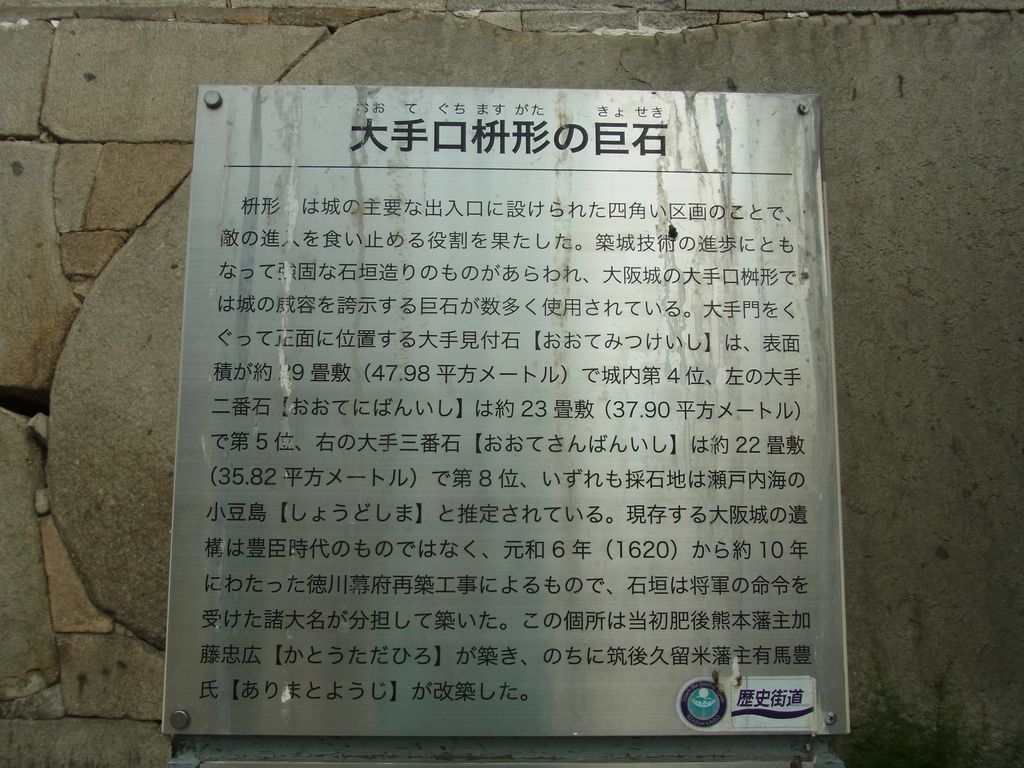 おおてぐちますがた きょせき
大手口枡形の巨石
枡形 は城の主要な出入口に設けられた四角い区画のことで、
敵の進入を食い止める役割を果たした。築城技術の進歩にとも
なって強固な石垣造りのものがあらわれ、大阪城の大手口桝形で
は城の威容を誇示する巨石が数多く使用されている。大手門をく
ぐって正面に位置する大手見付石【おおてみつけいし】は、表面
積が約 29 畳敷（47.98 平方メートル）で城内第 4 位、左の大手
二番石【おおてにばんいし】は約 23 畳敷（37.90 平方メートル）
で第 5 位、右の大手三番石【おおてさんばんいし】は約 22 畳敷
（35.82 平方メートル）で第 8 位、いずれも採石地は瀬戸内海の
小豆島【しょうどしま】と推定されている。現存する大阪城の遺
構は豊臣時代のものではなく、元和 6 年（1620）から約 10 年
にわたった徳川幕府再築工事によるもので、石垣は将軍の命令を
受けた諸大名が分担して築いた。この個所は当初肥後熊本藩主加
藤忠広【かとうただひろ】が築き、のちに筑後久留米藩主有馬豊
氏【ありまとようじ】が改築した。
歴史街道